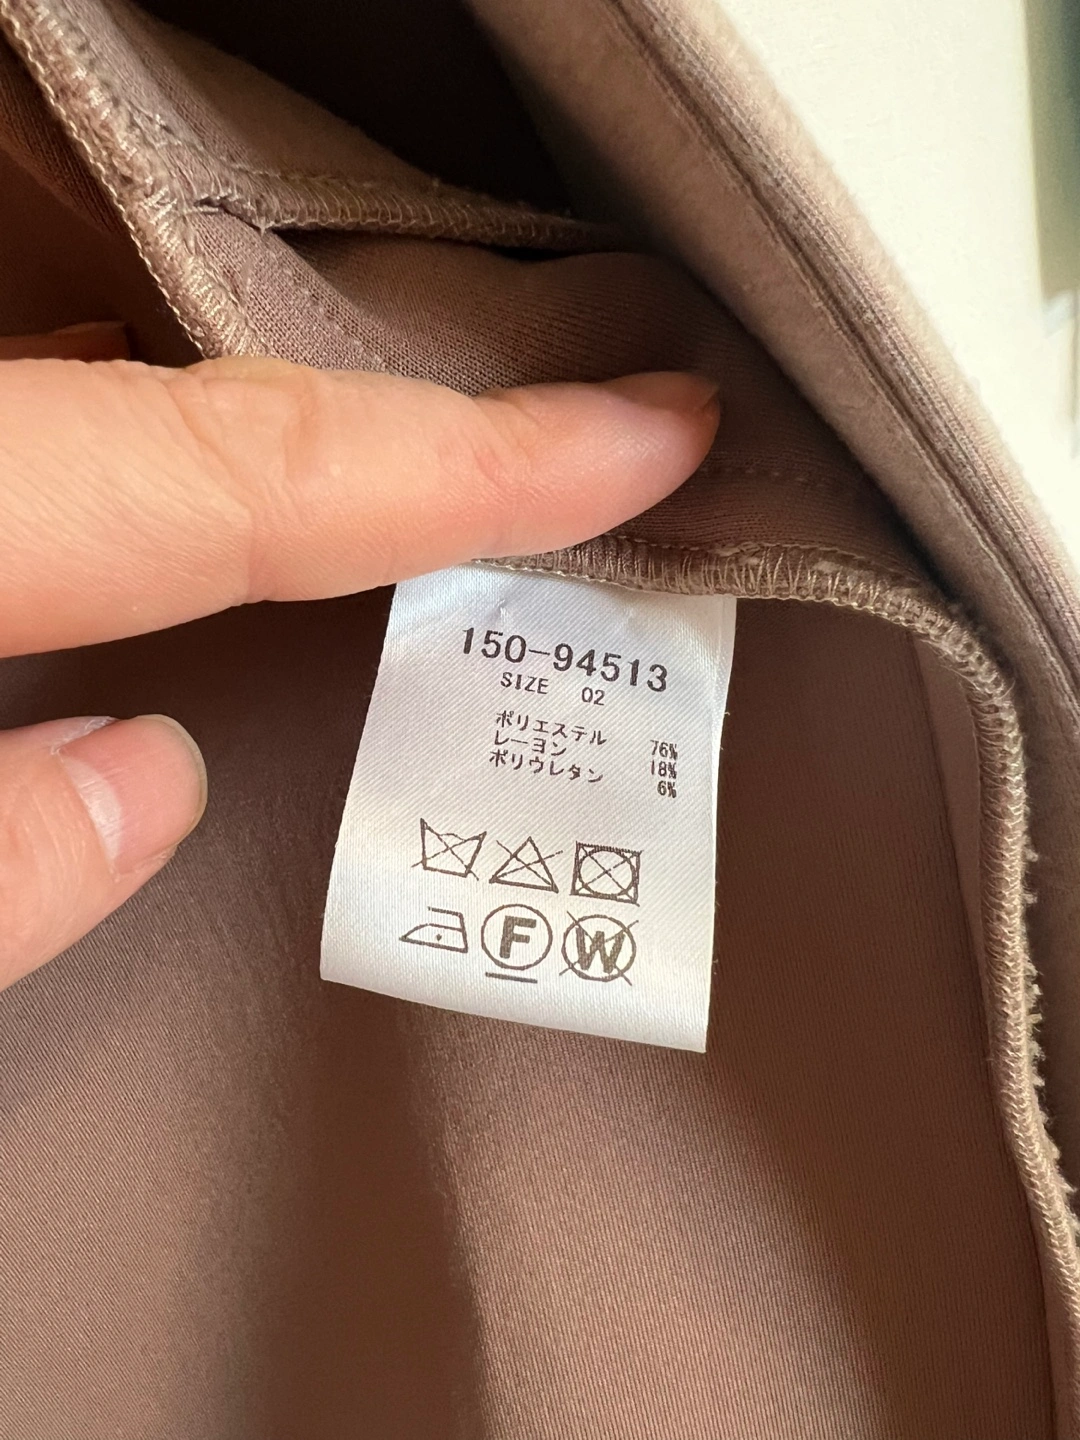 150-94513
SIZE 02
ポリエステル 76%
レーヨン 18%
ポリウレタン 6%
F W